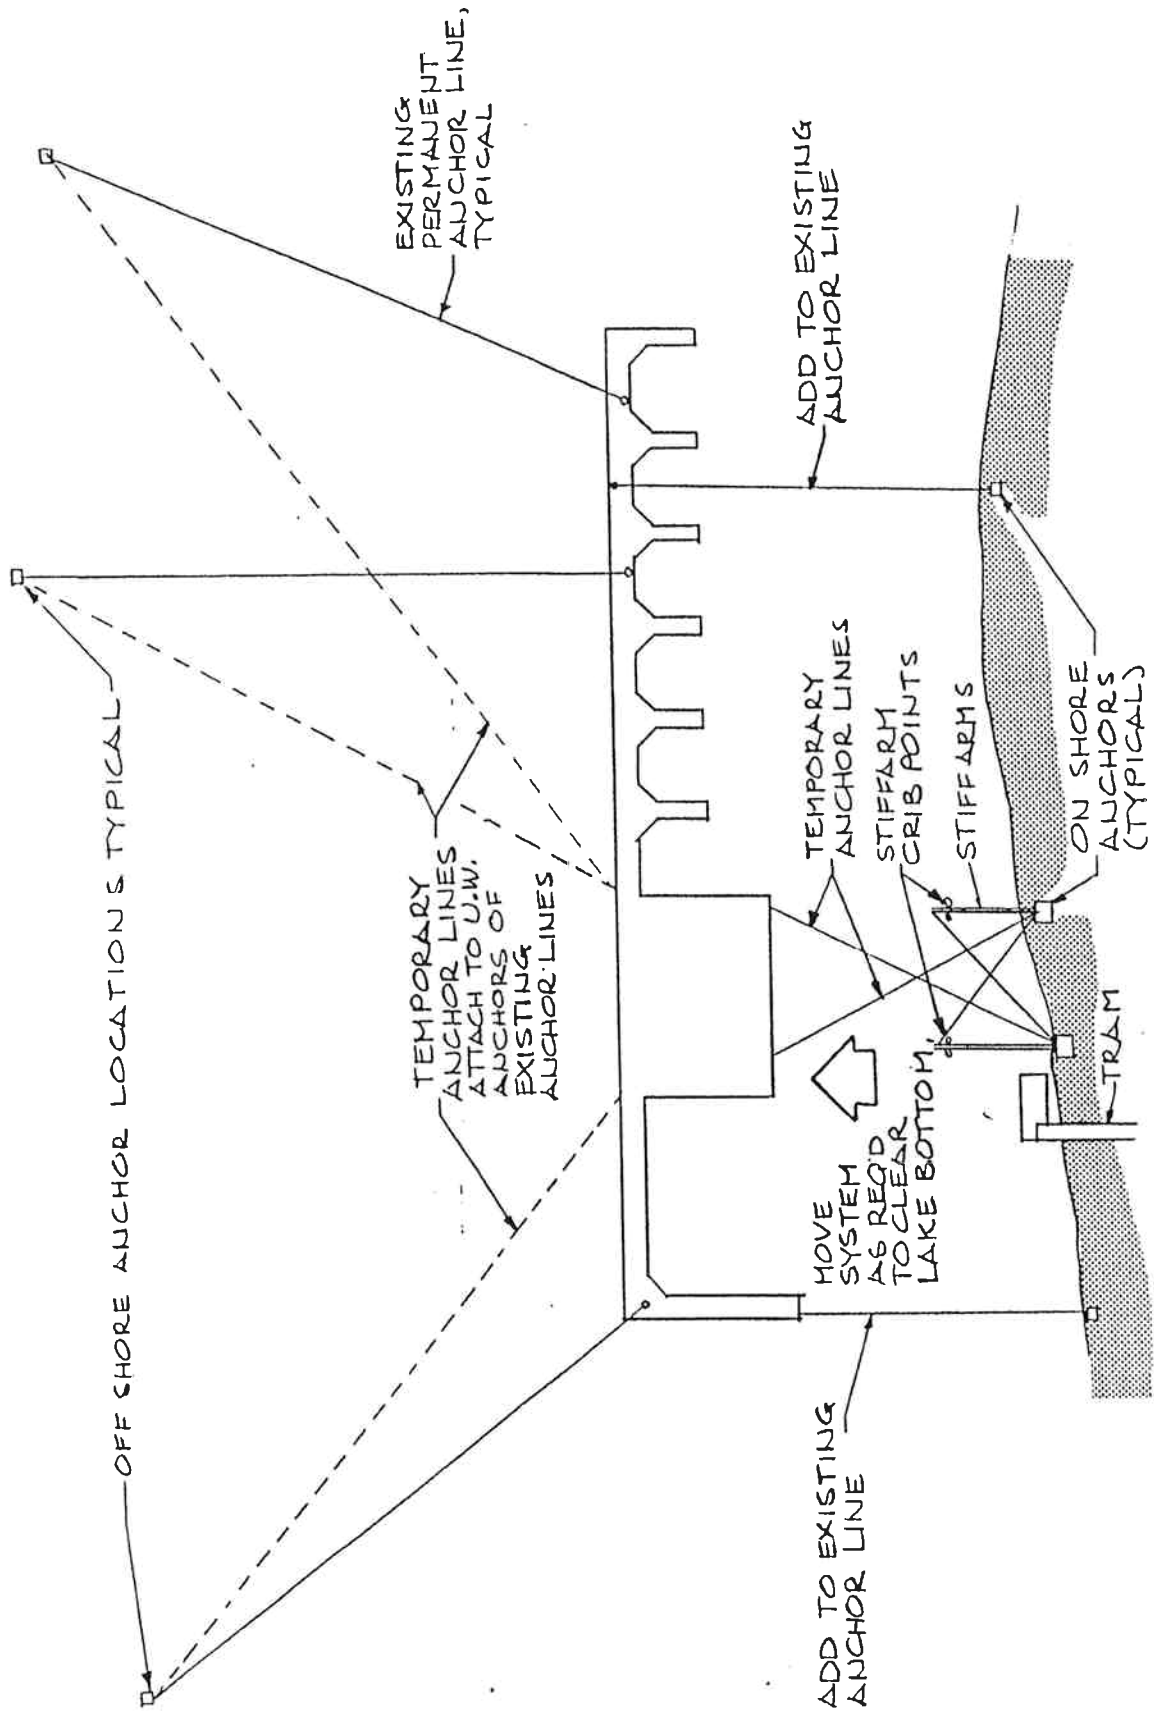 OFF SHORE ANCHOR LOCATIONS TYPICAL
EXISTING
PERMANENT
ANCHOR LINE,
TYPICAL
TEMPORARY
ANCHOR LINES
ATTACH TO U.W.
ANCHORS OF
EXISTING
ANCHOR LINES
ADD TO EXISTING
ANCHOR LINE
MOVE
SYSTEM
AS REQ'D
TO CLEAR
LAKE BOTTOM,
TEMPORARY
ANCHOR LINES
STIFFARM
CRIB POINTS
STIFFARMS
ADD TO EXISTING
ANCHOR LINE
TRAM
ON SHORE
ANCHORS
(TYPICAL)